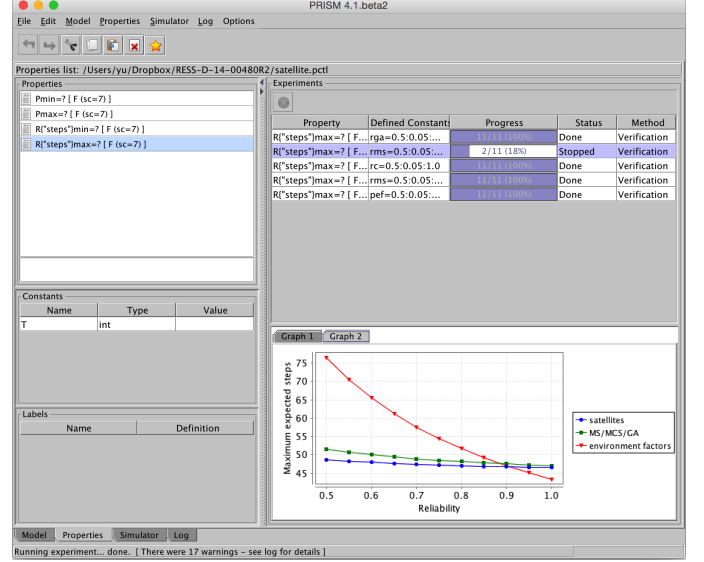 PRISM 4.1.beta2
File Edit Model Properties Simulator Log Options
Properties list: /Users/yu/Dropbox/RESS-D-14-00480R2/satellite.pctl
Properties
Pmin=? [ F (sc=7) ]
Pmax=? [ F (sc=7) ]
R{"steps"}min=? [ F (sc=7) ]
R{"steps"}max=? [ F (sc=7) ]
Constants
Name Type Value
T int
Labels
Name Definition
Experiments
Property Defined Constant: Progress Status Method
R{"steps"}max=? [ F... rga=0.5:0.05:... 11/11 (100%) Done Verification
R{"steps"}max=? [ F... rms=0.5:0.05:... 2/11 (18%) Stopped Verification
R{"steps"}max=? [ F... rc=0.5:0.05:1.0 11/11 (100%) Done Verification
R{"steps"}max=? [ F... rms=0.5:0.05:... 11/11 (100%) Done Verification
R{"steps"}max=? [ F... pef=0.5:0.05:... 11/11 (100%) Done Verification
Graph 1 Graph 2
Maximum expected steps
75
70
65
60
55
50
45
0.5 0.6 0.7 0.8 0.9 1.0
Reliability
satellites
MS/MCS/GA
environment factors
Model Properties Simulator Log
Running experiment... done. [ There were 17 warnings - see log for details ]